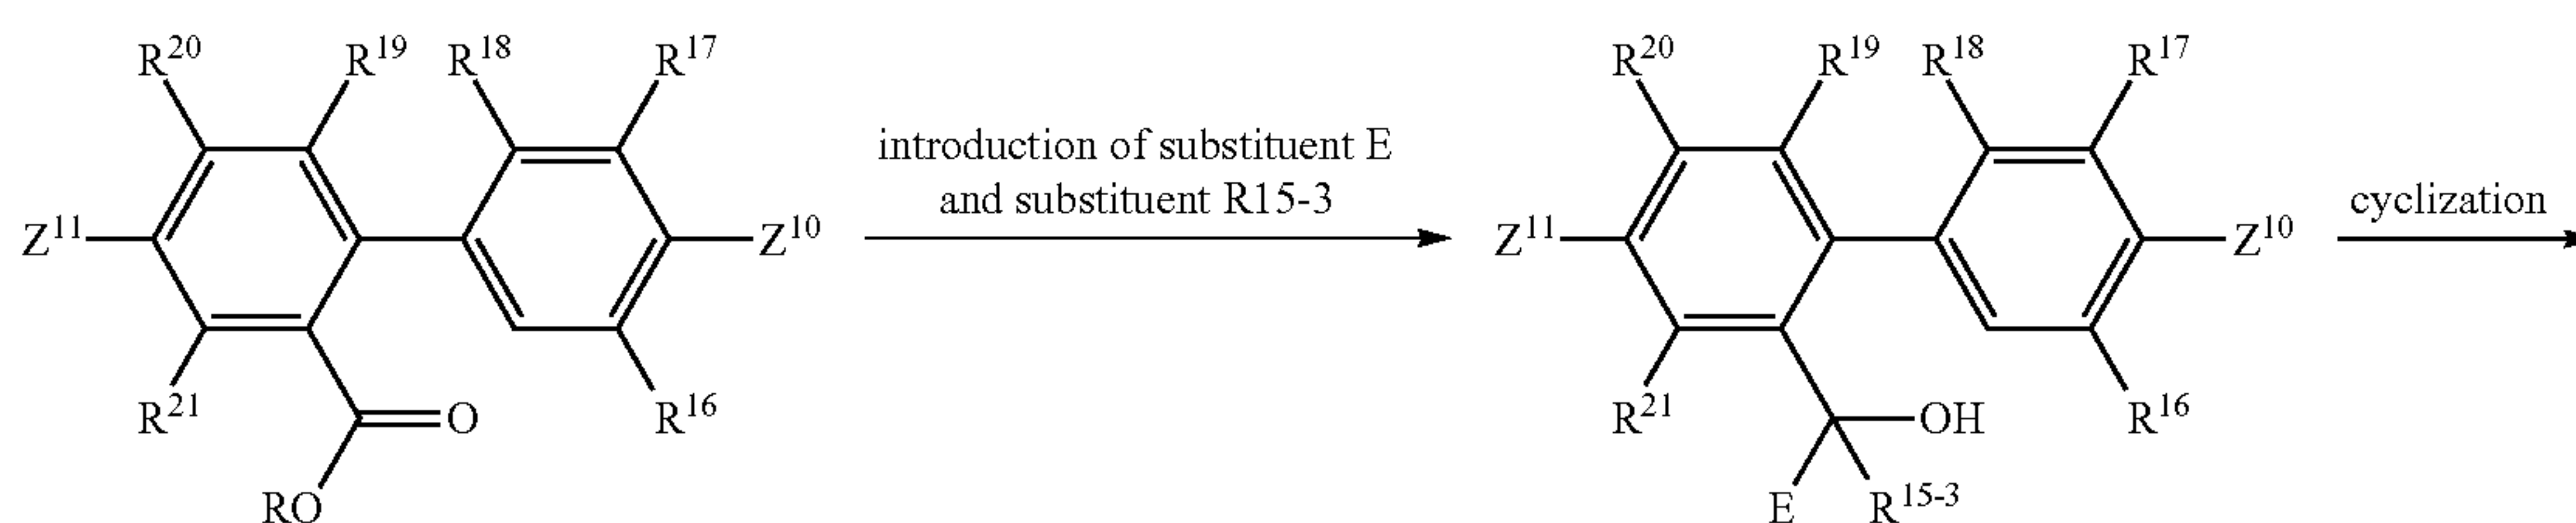 R20 R19 R18 R17 R20 R19 R18 R17
introduction of substituent E
and substituent R15-3
cyclization
Z11 Z10 Z11 Z10
R21 O R16 R21 OH R16
RO E R15-3